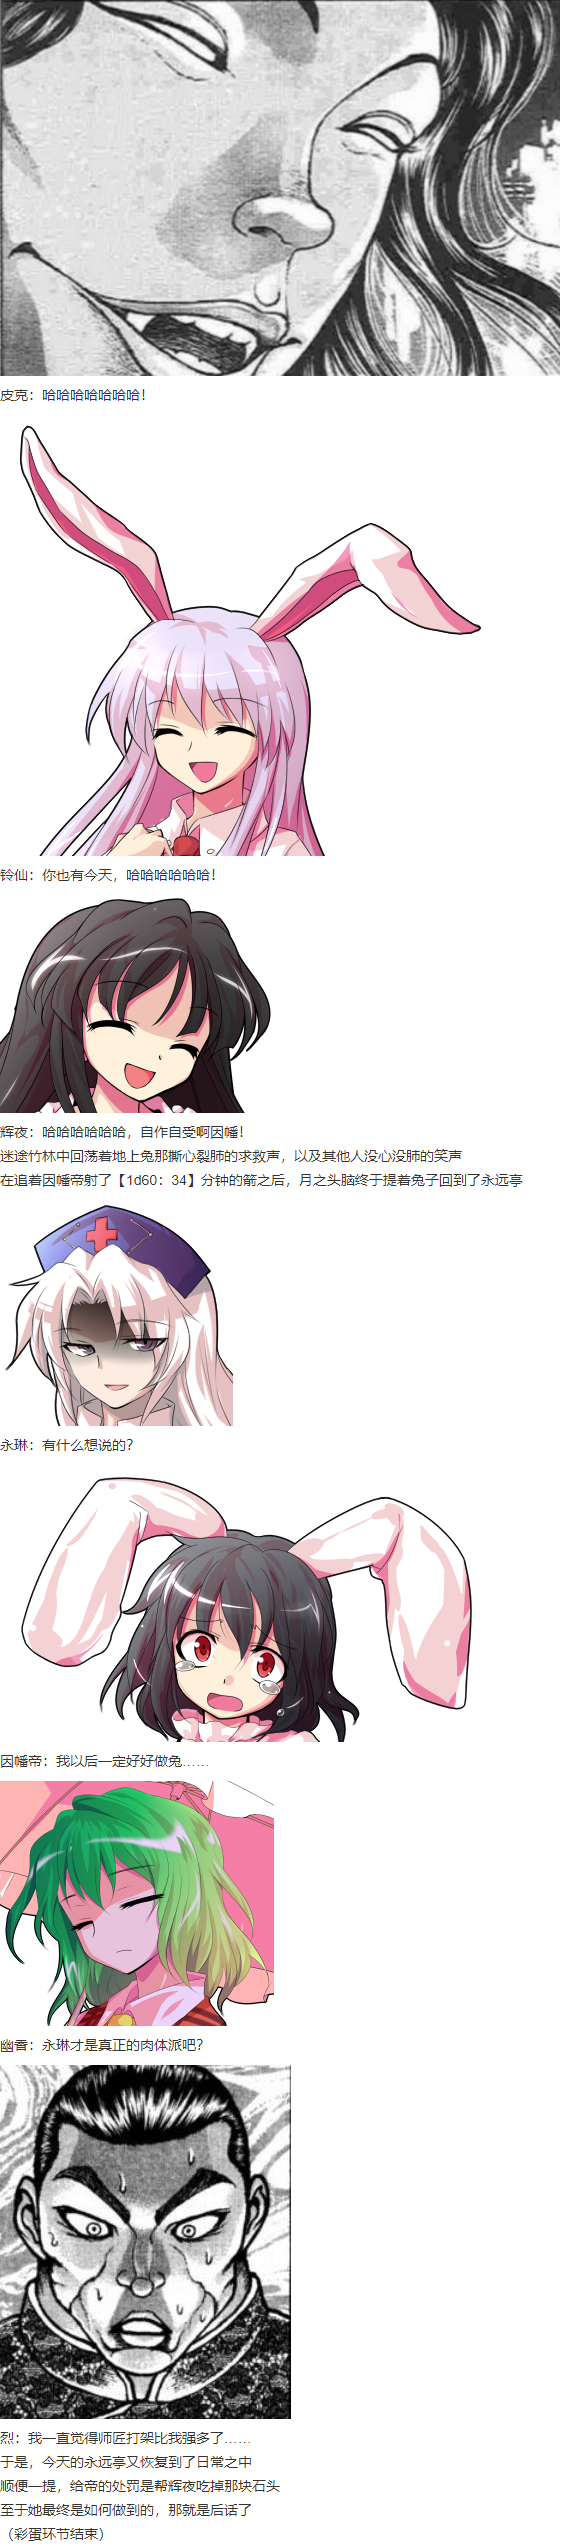 皮克：哈哈哈哈哈哈哈！
铃仙：你也有今天，哈哈哈哈哈哈！
辉夜：哈哈哈哈哈哈，自作自受啊因幡！
迷途竹林中回荡着地上兔那撕心裂肺的求救声，以及其他人没心没肺的笑声
在追着因幡帝射了【1d60：34】分钟的箭之后，月之头脑终于提着兔子回到了永远亭
永琳：有什么想说的？
因幡帝：我以后一定好好做兔……
幽香：永琳才是真正的肉体派吧？
烈：我一直觉得师匠打架比我强多了……
于是，今天的永远亭又恢复到了日常之中
顺便一提，给帝的处罚是帮辉夜吃掉那块石头
至于她最终是如何做到的，那就是后话了
（彩蛋环节结束）